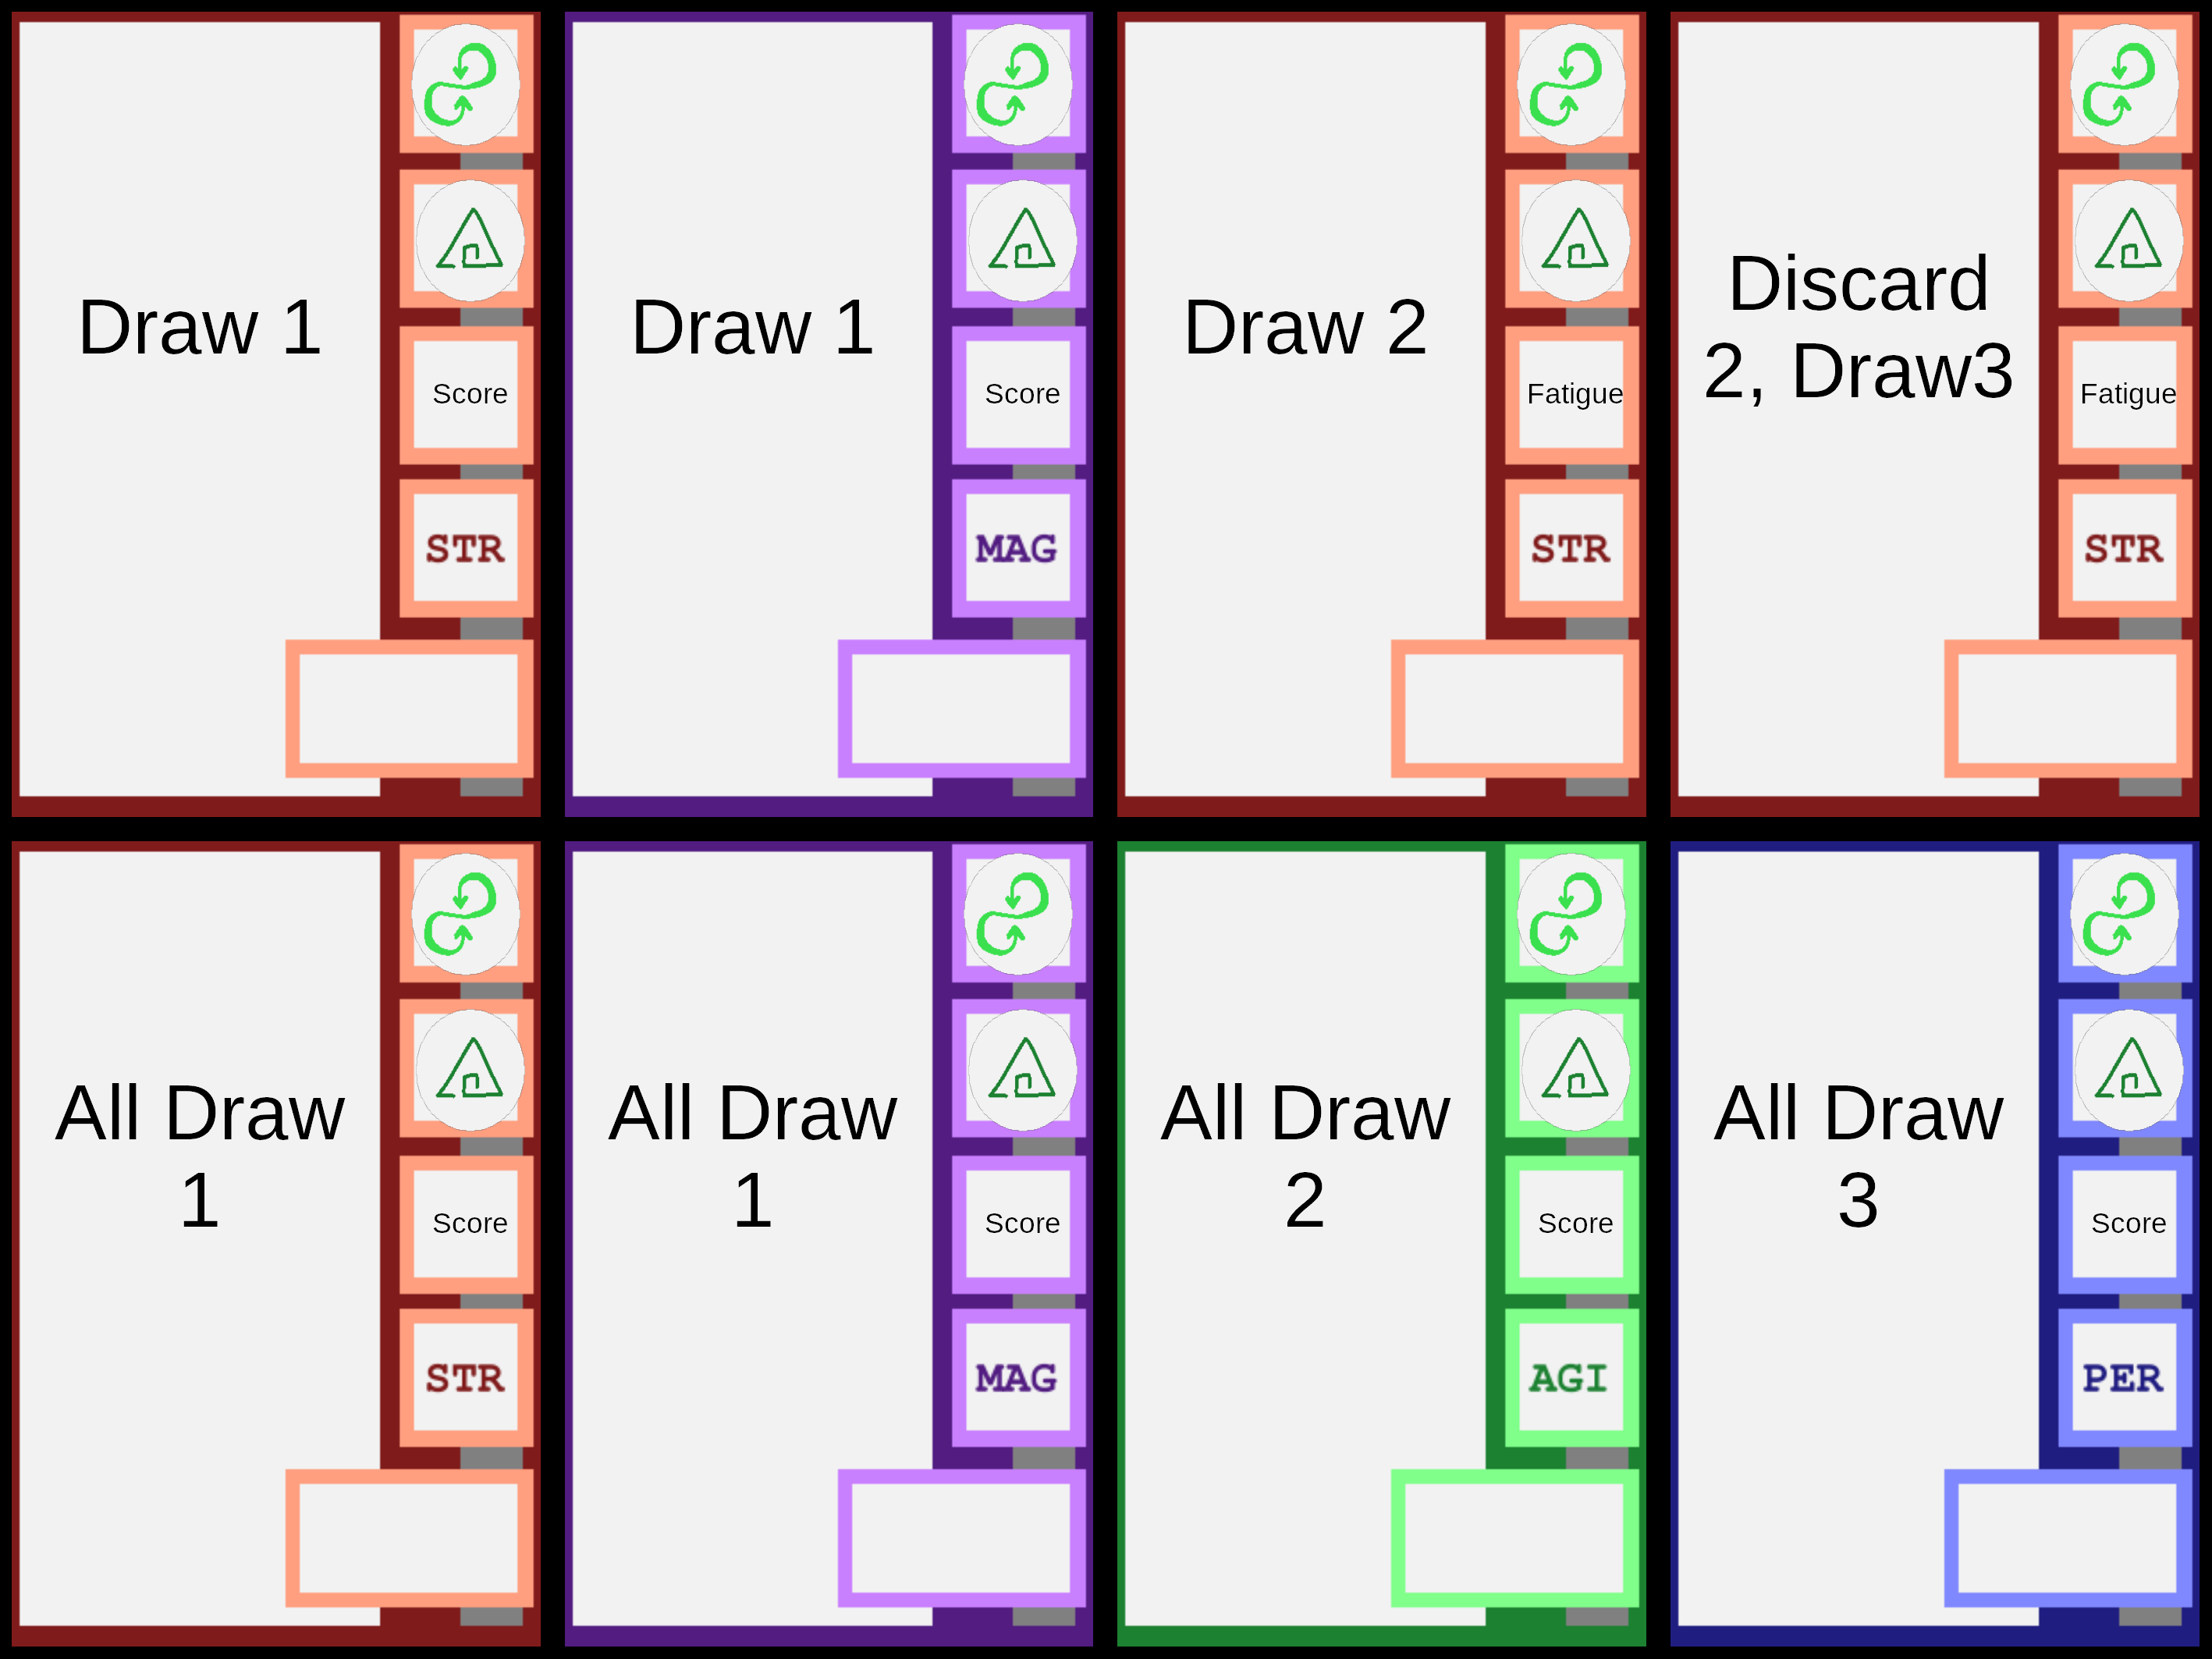 Draw 1
Score
STR
Draw 1
Score
MAG
Draw 2
Fatigue
STR
Discard
2, Draw3
Fatigue
STR
All Draw
1
Score
STR
All Draw
1
Score
MAG
All Draw
2
Score
AGI
All Draw
3
Score
PER